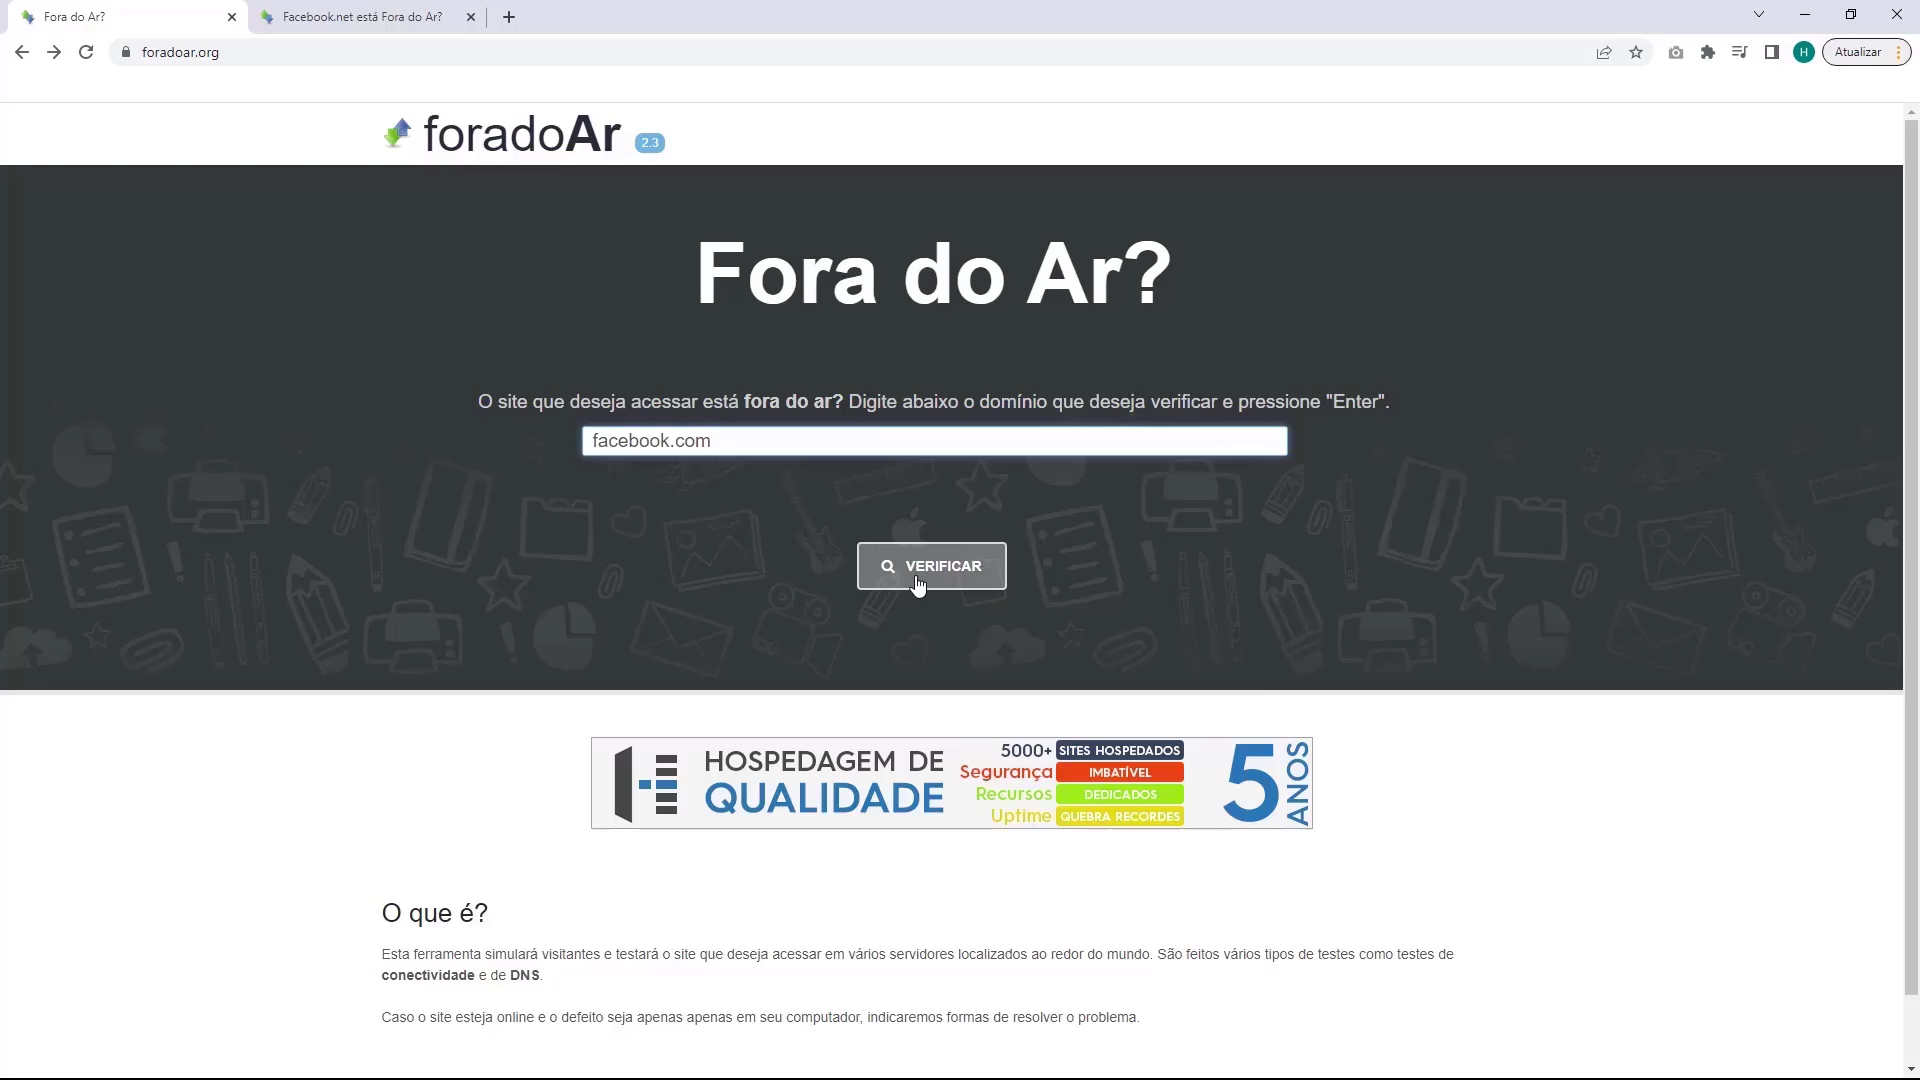 Fora do Ar?
Facebook.net está Fora do Ar?
foradoar.org
H
Atualizar
foradoAr 2.3
Fora do Ar?
O site que deseja acessar está fora do ar? Digite abaixo o domínio que deseja verificar e pressione "Enter".
facebook.com
VERIFICAR
HOSPEDAGEM DE
QUALIDADE
5000+ SITES HOSPEDADOS
Segurança IMBATÍVEL
Recursos DEDICADOS
Uptime QUEBRA RECORDES
5 ANOS
O que é?
Esta ferramenta simulará visitantes e testará o site que deseja acessar em vários servidores localizados ao redor do mundo. São feitos vários tipos de testes como testes de
conectividade e de DNS.
Caso o site esteja online e o defeito seja apenas apenas em seu computador, indicaremos formas de resolver o problema.